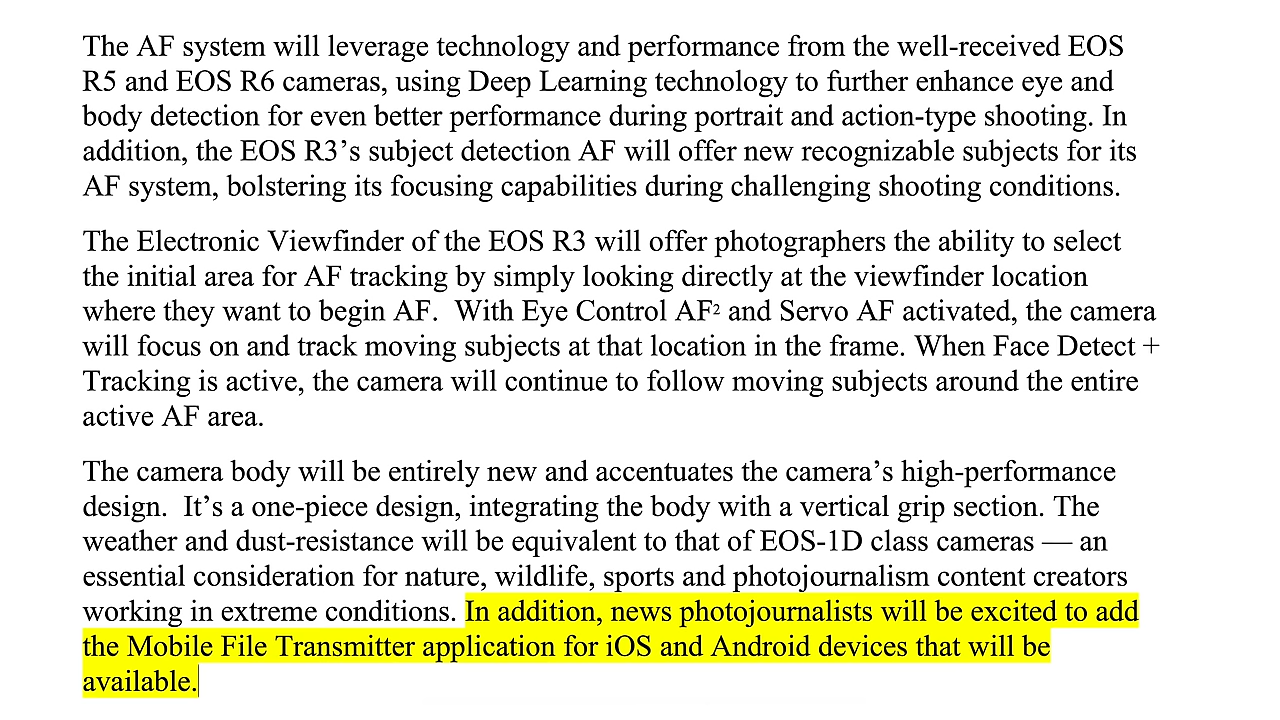 The AF system will leverage technology and performance from the well-received EOS
R5 and EOS R6 cameras, using Deep Learning technology to further enhance eye and
body detection for even better performance during portrait and action-type shooting. In
addition, the EOS R3’s subject detection AF will offer new recognizable subjects for its
AF system, bolstering its focusing capabilities during challenging shooting conditions.
The Electronic Viewfinder of the EOS R3 will offer photographers the ability to select
the initial area for AF tracking by simply looking directly at the viewfinder location
where they want to begin AF.  With Eye Control AF² and Servo AF activated, the camera
will focus on and track moving subjects at that location in the frame. When Face Detect +
Tracking is active, the camera will continue to follow moving subjects around the entire
active AF area.
The camera body will be entirely new and accentuates the camera’s high-performance
design.  It’s a one-piece design, integrating the body with a vertical grip section. The
weather and dust-resistance will be equivalent to that of EOS-1D class cameras — an
essential consideration for nature, wildlife, sports and photojournalism content creators
working in extreme conditions. In addition, news photojournalists will be excited to add
the Mobile File Transmitter application for iOS and Android devices that will be
available.